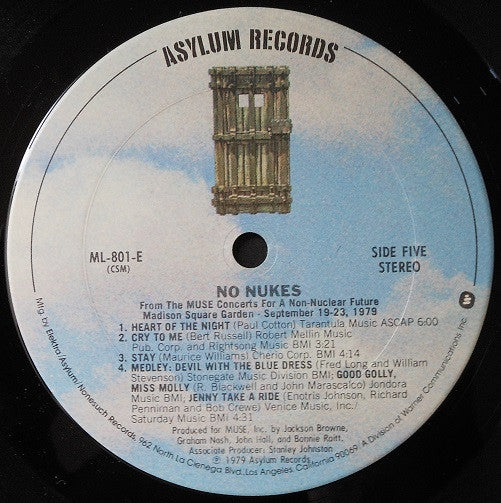 ASYLUM RECORDS
ML-801-E
(CSM)
SIDE FIVE
STEREO
NO NUKES
From The MUSE Concerts For A Non-Nuclear Future
Madison Square Garden - September 19-23, 1979
1. HEART OF THE NIGHT (Paul Cotton) Tarantula Music ASCAP 6:00
2. CRY TO ME (Bert Russell) Robert Mellin Music
Pub. Corp. and Rightsong Music BMI 3:21
3. STAY (Maurice Williams) Cherio Corp. BMI 4:14
4. MEDLEY: DEVIL WITH THE BLUE DRESS (Fred Long and William
Stevenson) Stonegate Music Division BMI; GOOD GOLLY,
MISS MOLLY (R. Blackwell and John Marascalco) Jondora
Music BMI; JENNY TAKE A RIDE (Enotris Johnson, Richard
Penniman and Bob Crewe) Venice Music, Inc./
Saturday Music BMI 4:31
Produced for MUSE, Inc. by Jackson Browne,
Graham Nash, John Hall, and Bonnie Raitt.
Associate Producer: Stanley Johnston
℗ 1979 Asylum Records
Mfg. by Elektra/Asylum/Nonesuch Records, 962 North La Cienega Blvd., Los Angeles, California 90069. A Division of Warner Communications Inc.